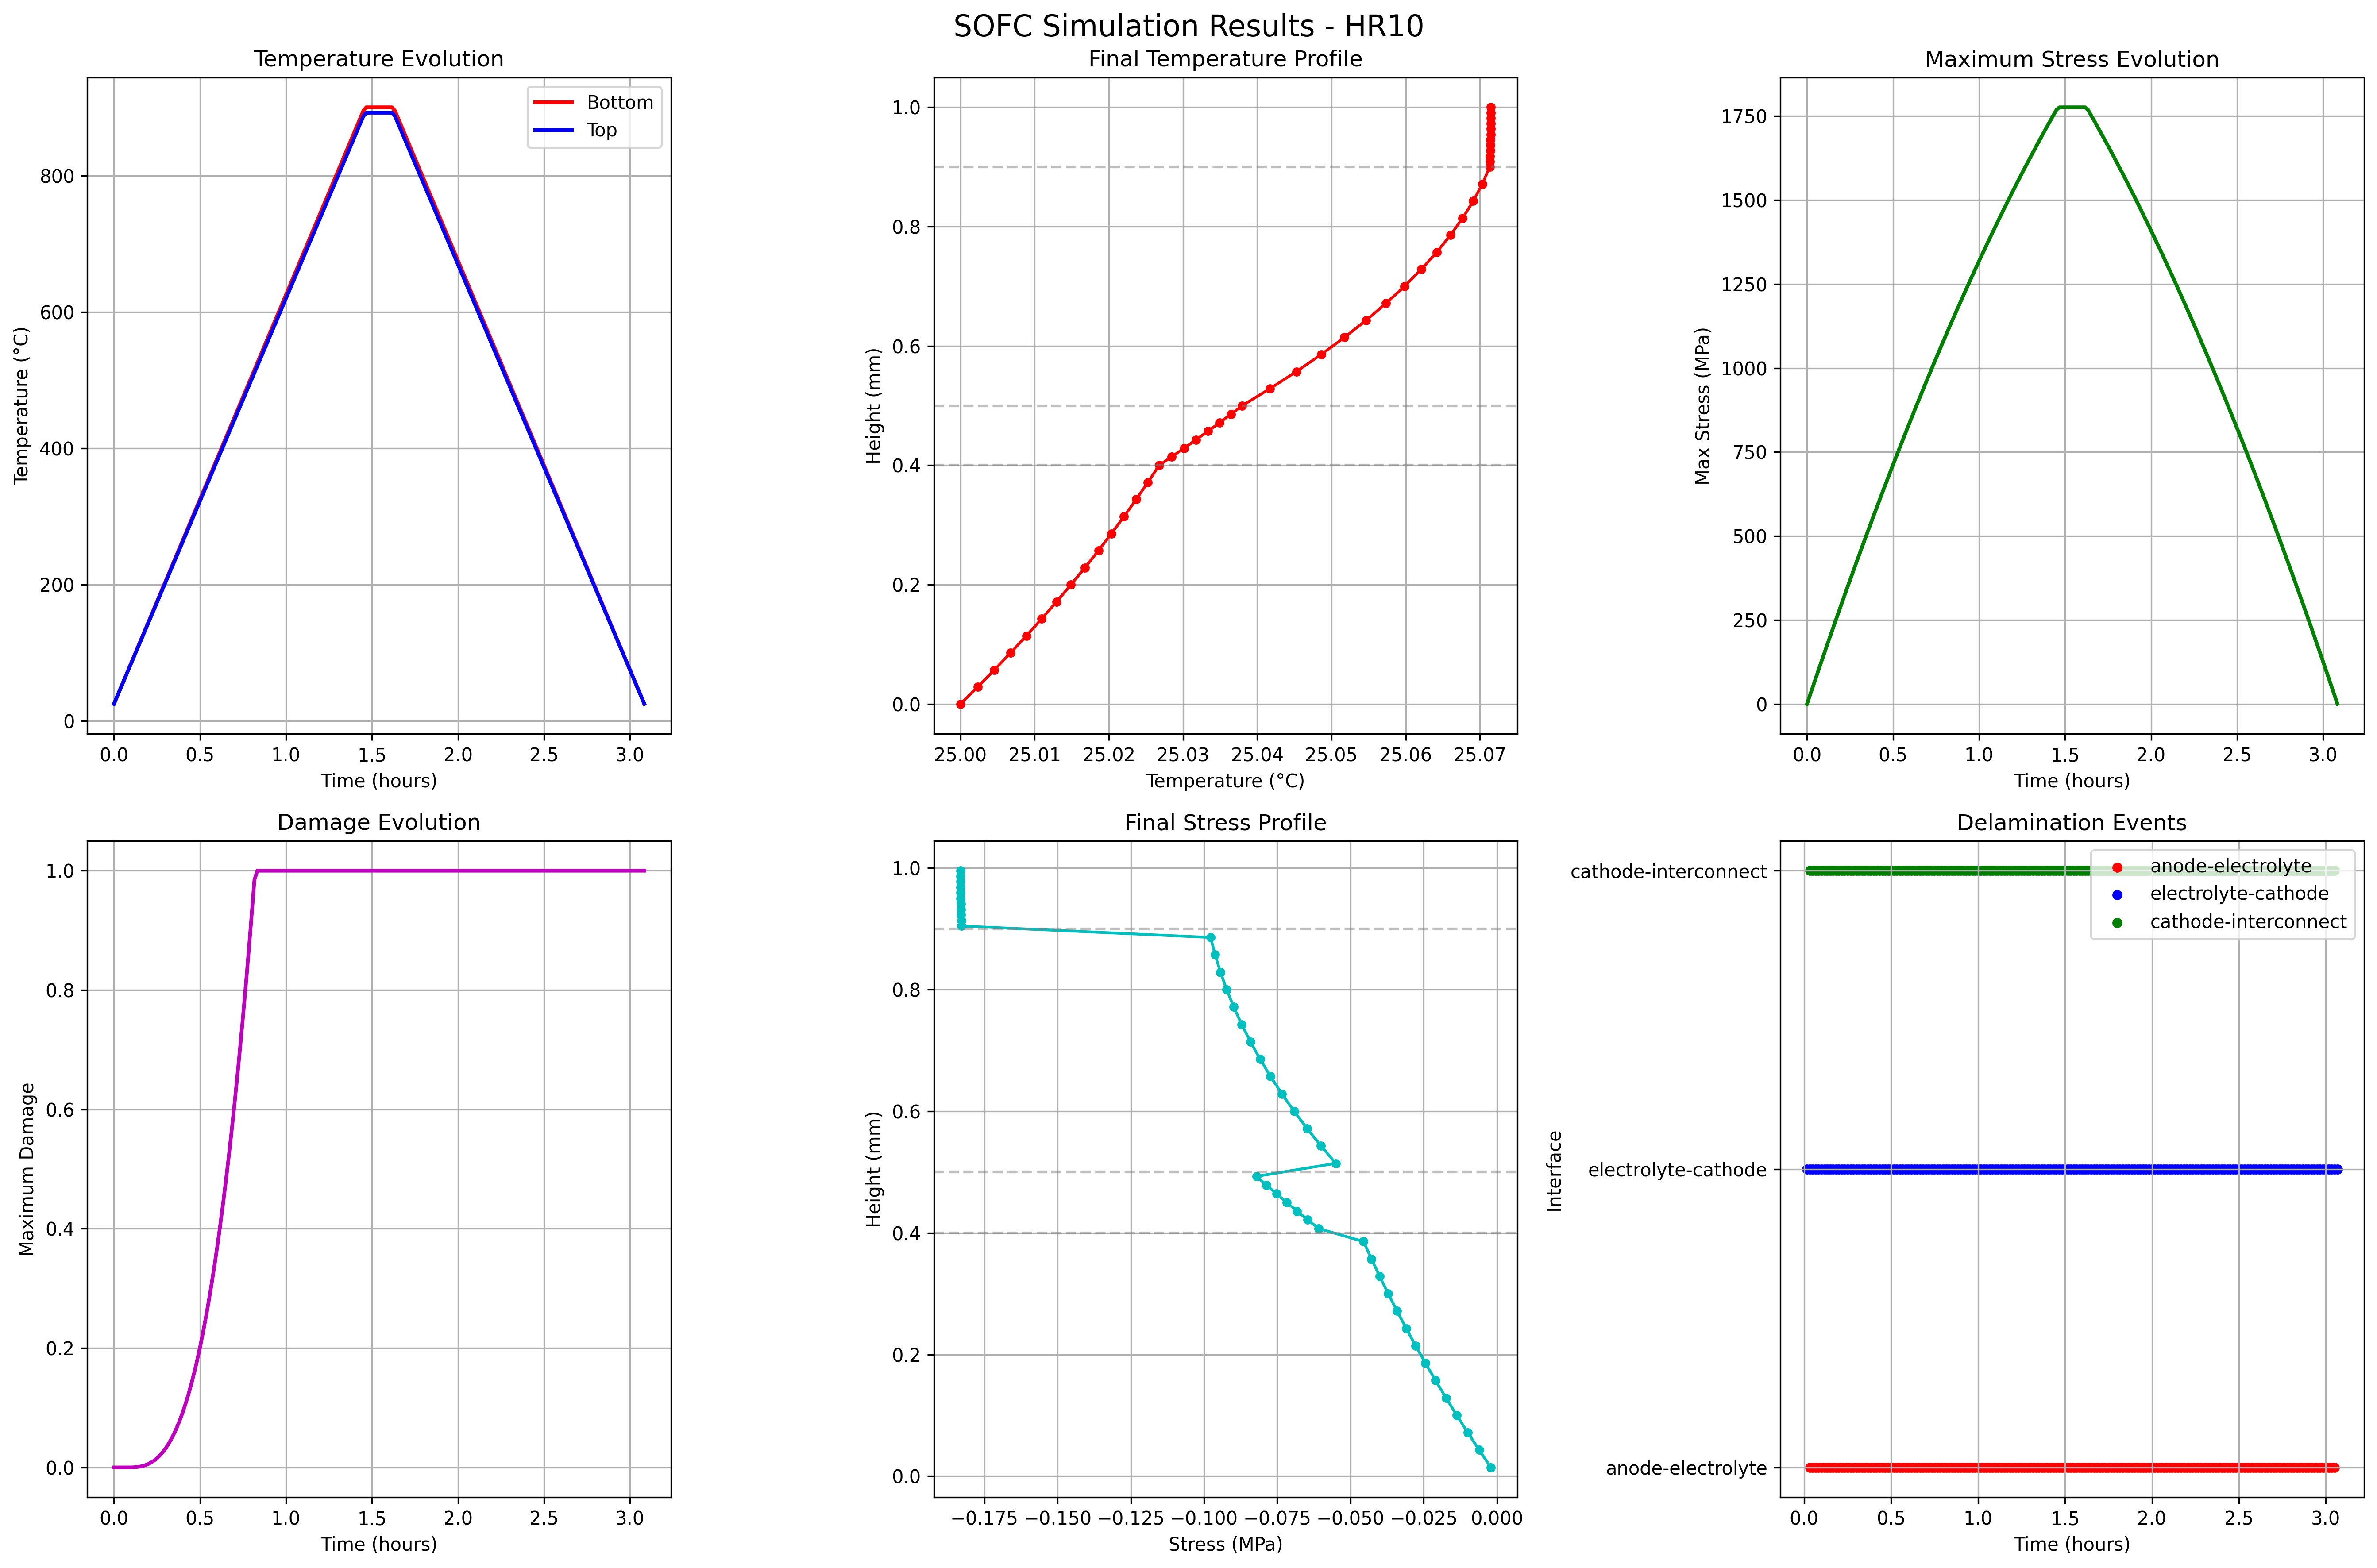 SOFC Simulation Results - HR10
Temperature Evolution
Temperature (°C)
800
600
400
200
0
0.0 0.5 1.0 1.5 2.0 2.5 3.0
Time (hours)
Bottom
Top
Final Temperature Profile
Height (mm)
1.0
0.8
0.6
0.4
0.2
0.0
25.00 25.01 25.02 25.03 25.04 25.05 25.06 25.07
Temperature (°C)
Maximum Stress Evolution
Max Stress (MPa)
1750
1500
1250
1000
750
500
250
0
0.0 0.5 1.0 1.5 2.0 2.5 3.0
Time (hours)
Damage Evolution
Maximum Damage
1.0
0.8
0.6
0.4
0.2
0.0
0.0 0.5 1.0 1.5 2.0 2.5 3.0
Time (hours)
Final Stress Profile
Height (mm)
1.0
0.8
0.6
0.4
0.2
0.0
−0.175 −0.150 −0.125 −0.100 −0.075 −0.050 −0.025 0.000
Stress (MPa)
Delamination Events
Interface
cathode-interconnect
electrolyte-cathode
anode-electrolyte
anode-electrolyte
electrolyte-cathode
cathode-interconnect
0.0 0.5 1.0 1.5 2.0 2.5 3.0
Time (hours)